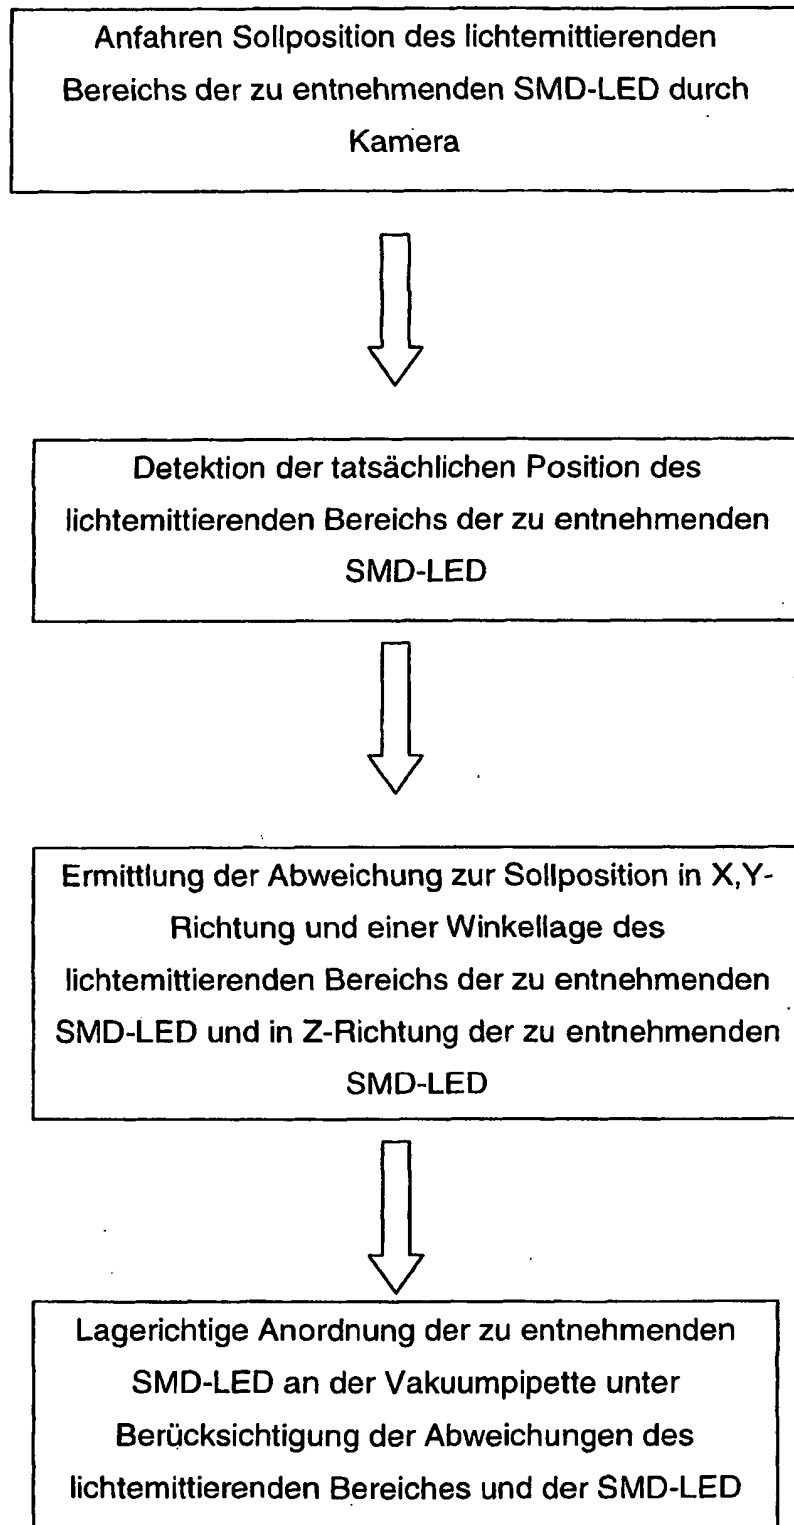 Anfahren Sollposition des lichtemittierenden
Bereichs der zu entnehmenden SMD-LED durch
Kamera
Detektion der tatsächlichen Position des
lichtemittierenden Bereichs der zu entnehmenden
SMD-LED
Ermittlung der Abweichung zur Sollposition in X,Y-
Richtung und einer Winkellage des
lichtemittierenden Bereichs der zu entnehmenden
SMD-LED und in Z-Richtung der zu entnehmenden
SMD-LED
Lagerichtige Anordnung der zu entnehmenden
SMD-LED an der Vakuumpipette unter
Berücksichtigung der Abweichungen des
lichtemittierenden Bereiches und der SMD-LED